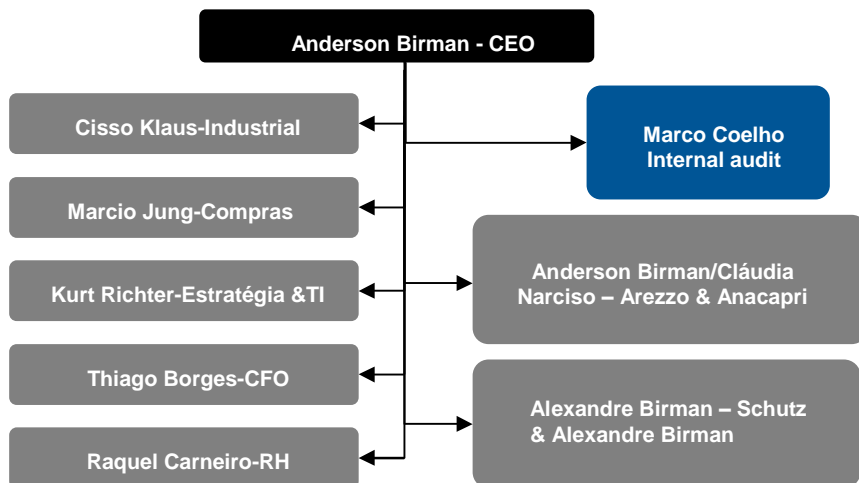 Anderson Birman - CEO
Cisso Klaus-Industrial
Marcio Jung-Compras
Kurt Richter-Estratégia &TI
Thiago Borges-CFO
Raquel Carneiro-RH
Marco Coelho
Internal audit
Anderson Birman/Cláudia
Narciso – Arezzo & Anacapri
Alexandre Birman – Schutz
& Alexandre Birman